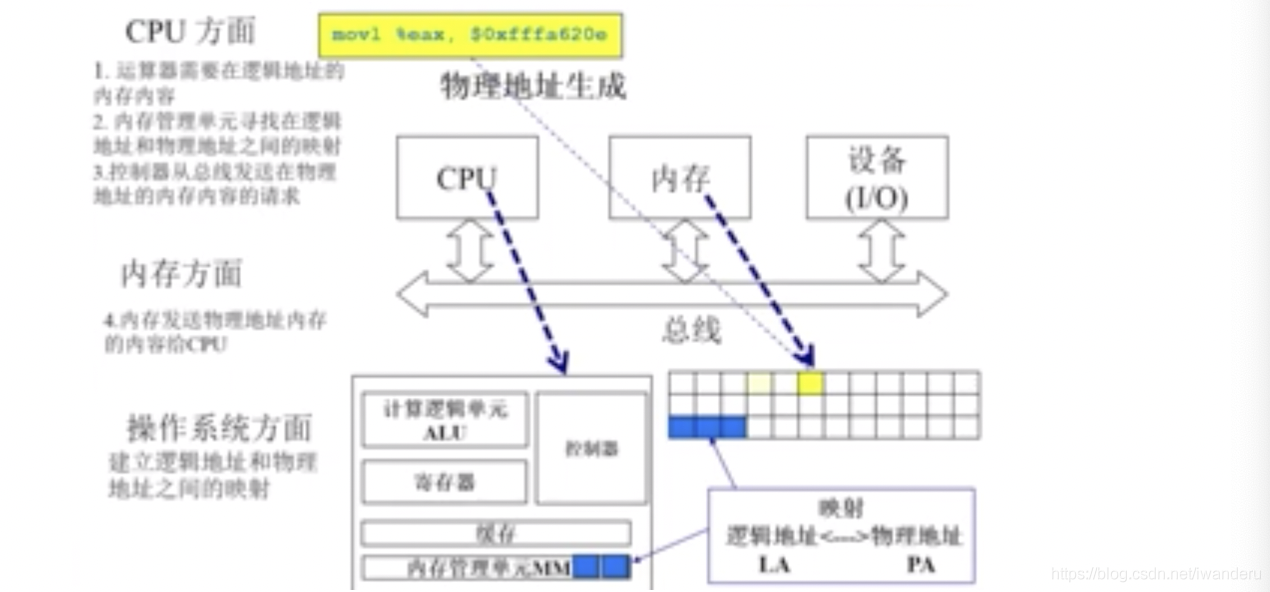 CPU 方面
movl %eax, $0xfffa620e
1. 运算器需要在逻辑地址的
内存内容
2. 内存管理单元寻找在逻辑
地址和物理地址之间的映射
3.控制器从总线发送在物理
地址的内存内容的请求
物理地址生成
CPU
内存
设备
(I/O)
内存方面
4.内存发送物理地址内存
的内容给CPU
总线
操作系统方面
建立逻辑地址和物理
地址之间的映射
计算逻辑单元
ALU
控制器
寄存器
缓存
内存管理单元MM
映射
逻辑地址<--->物理地址
LA PA
https://blog.csdn.net/iwanderu